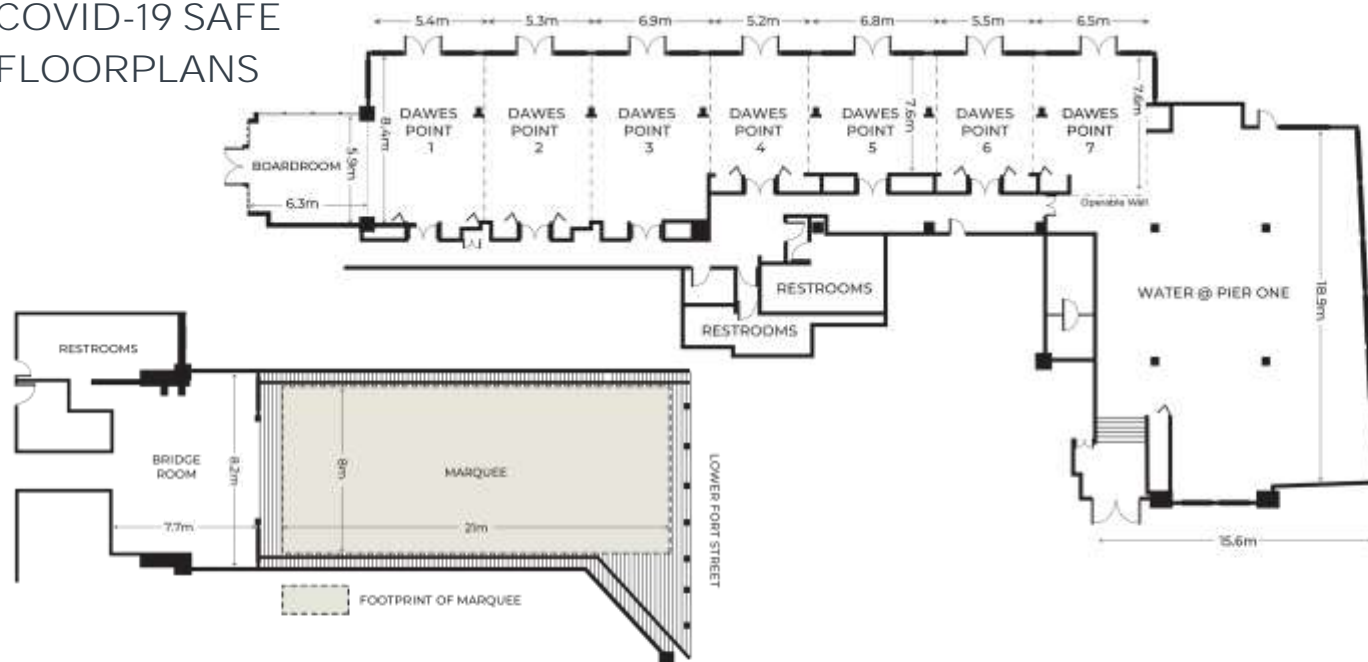 COVID-19 SAFE
FLOORPLANS
5.4m
5.3m
6.9m
5.2m
6.8m
5.5m
6.5m
DAWES
POINT
1
DAWES
POINT
2
DAWES
POINT
3
DAWES
POINT
4
DAWES
POINT
5
DAWES
POINT
6
DAWES
POINT
7
8.4m
7.6m
7.6m
BOARDROOM
5.9m
6.3m
Operable Wall
RESTROOMS
RESTROOMS
WATER @ PIER ONE
18.9m
15.6m
RESTROOMS
BRIDGE
ROOM
8.2m
7.7m
8m
MARQUEE
21m
LOWER FORT STREET
FOOTPRINT OF MARQUEE